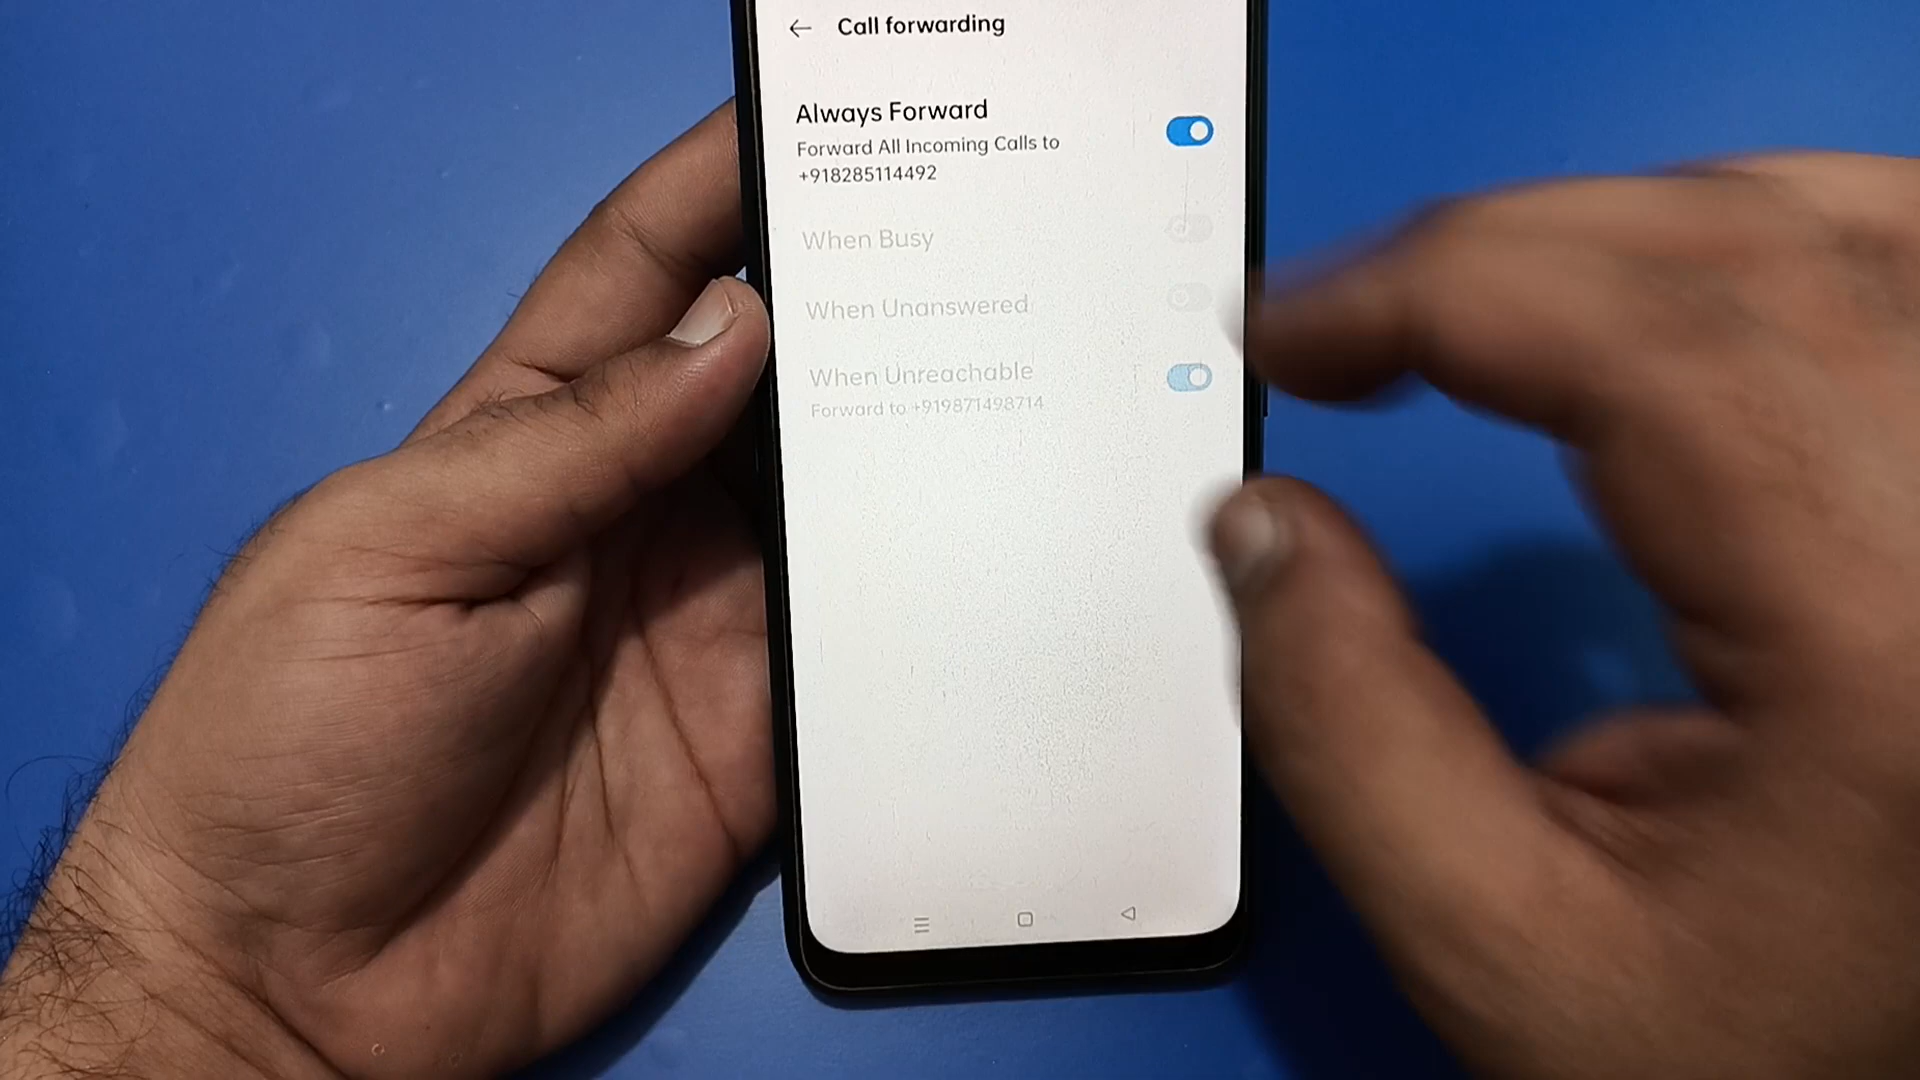 Call forwarding
Always Forward
Forward All Incoming Calls to
+918285114492
When Busy
When Unanswered
When Unreachable
Forward to +919871498714